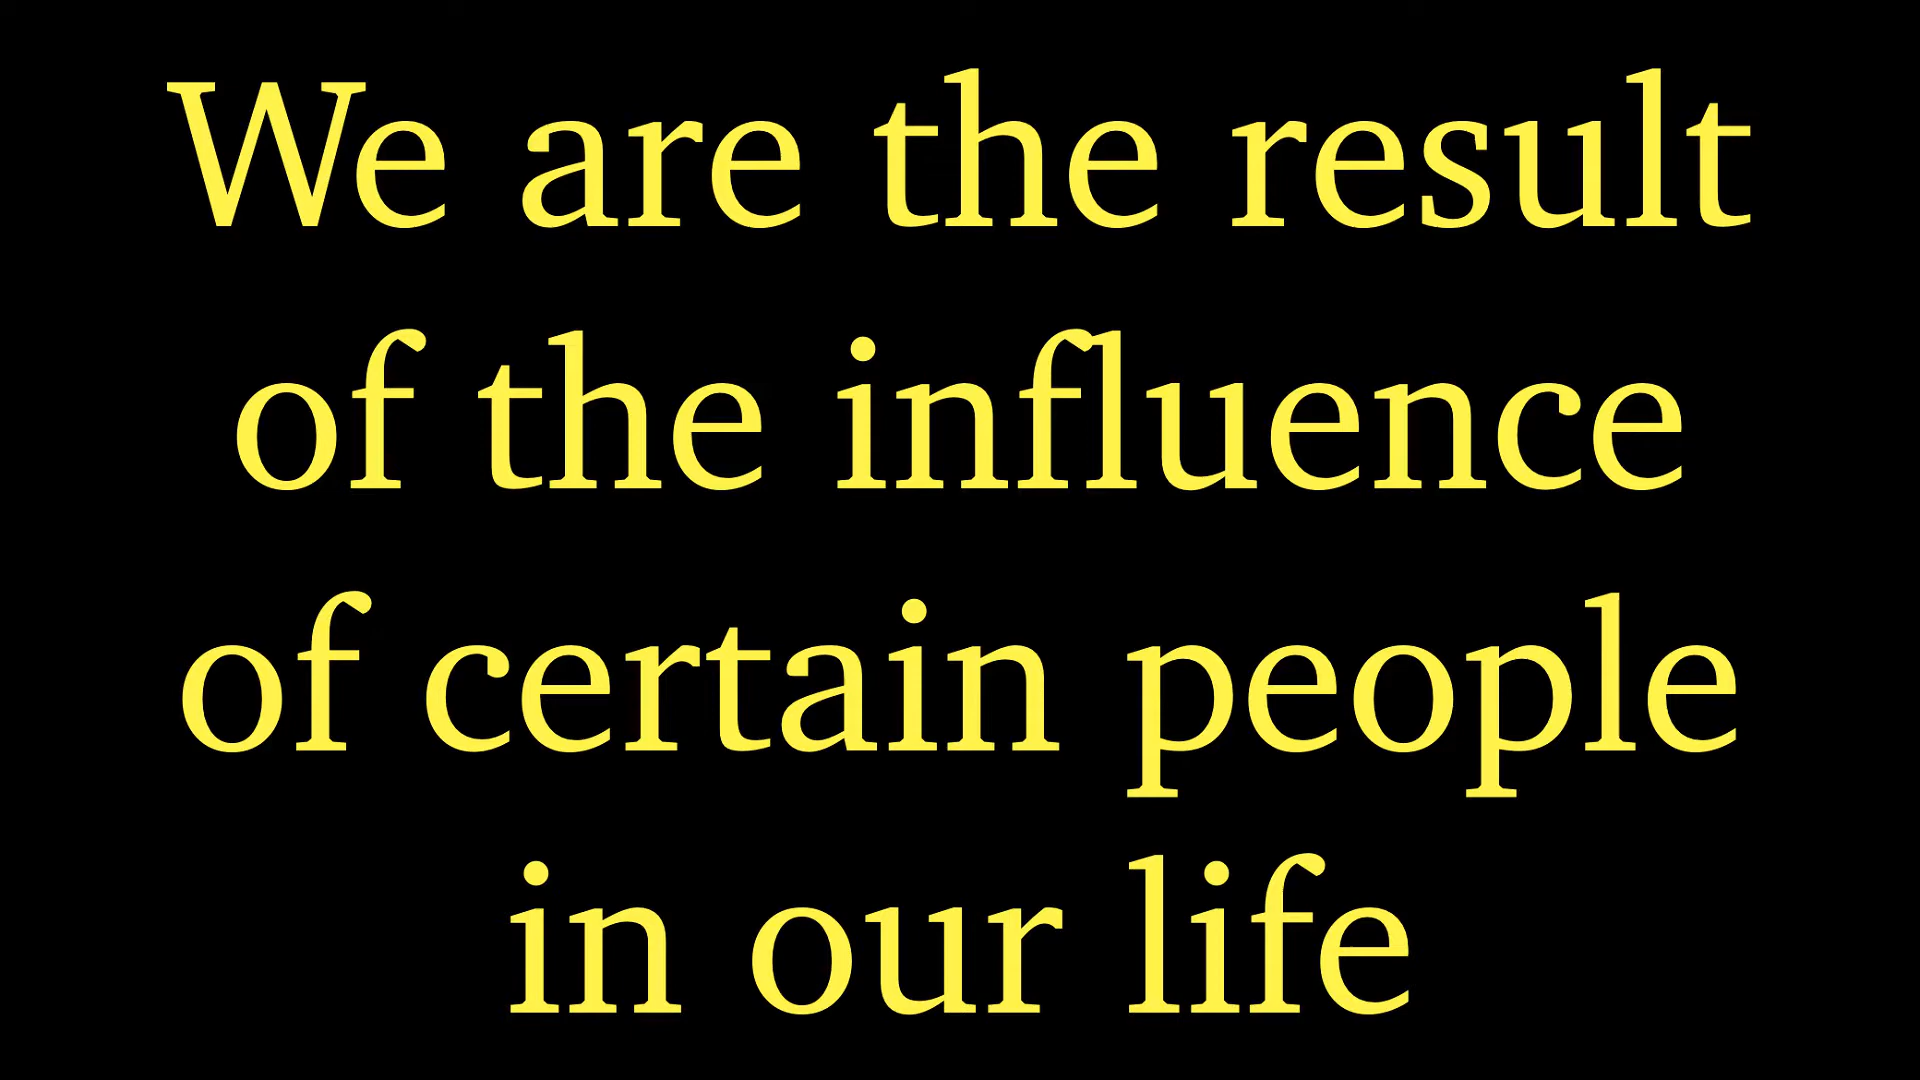 We are the result
of the influence
of certain people
in our life